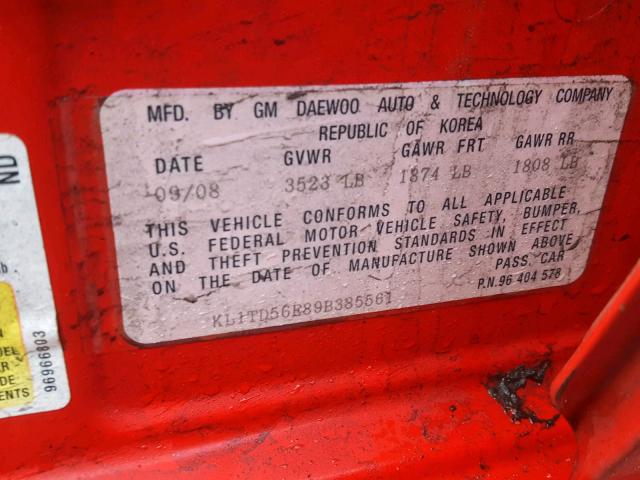 MFD. BY GM DAEWOO AUTO & TECHNOLOGY COMPANY
REPUBLIC OF KOREA
DATE GVWR GAWR FRT GAWR RR
09/08 3523 LB 1874 LB 1808 LB
THIS VEHICLE CONFORMS TO ALL APPLICABLE
U.S. FEDERAL MOTOR VEHICLE SAFETY, BUMPER,
AND THEFT PREVENTION STANDARDS IN EFFECT
ON THE DATE OF MANUFACTURE SHOWN ABOVE
PASS. CAR
P.N. 96 404 578
KL1TD56E89B385561
ND
96966803
ENTS